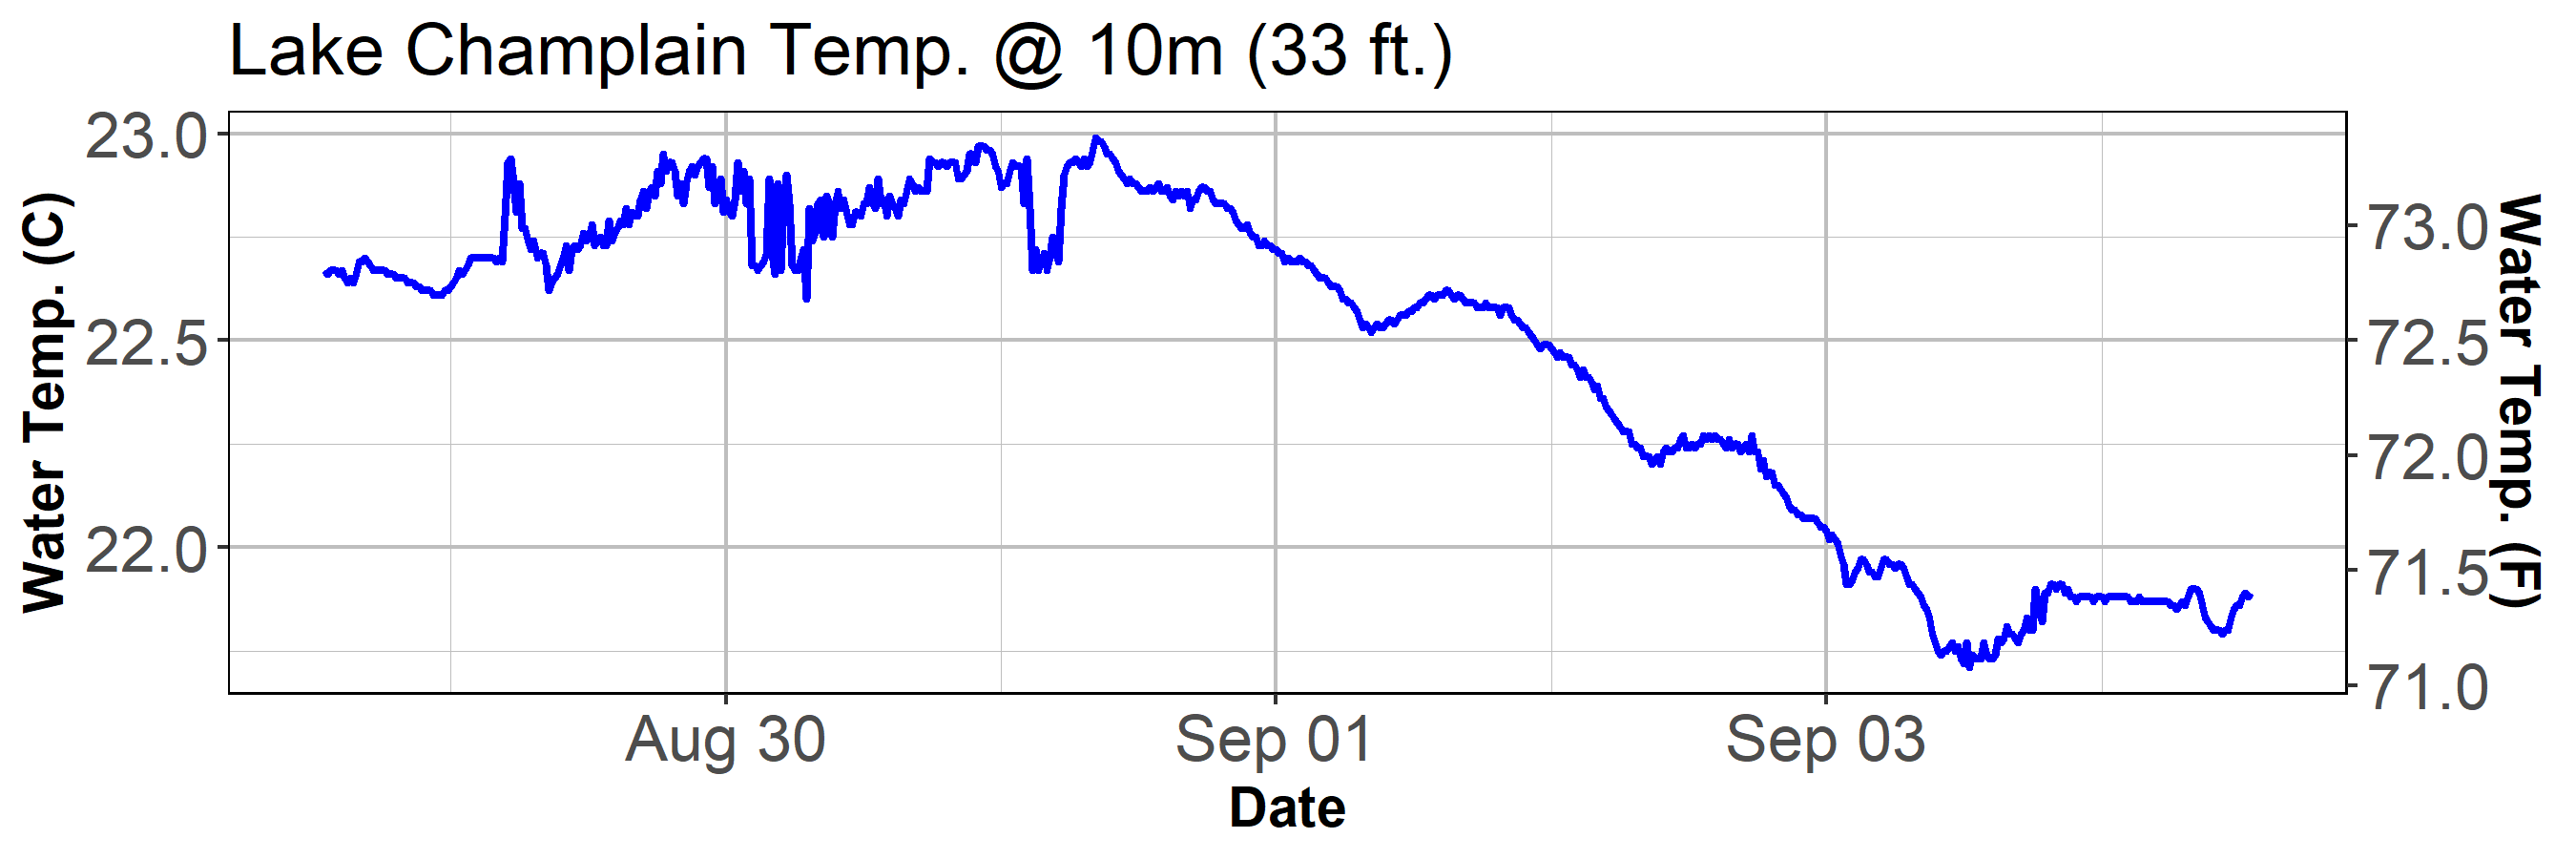 Lake Champlain Temp. @ 10m (33 ft.)
Water Temp. (C)
23.0
22.5
22.0
73.0
72.5
72.0
71.5
71.0
Water Temp. (F)
Aug 30
Sep 01
Sep 03
Date